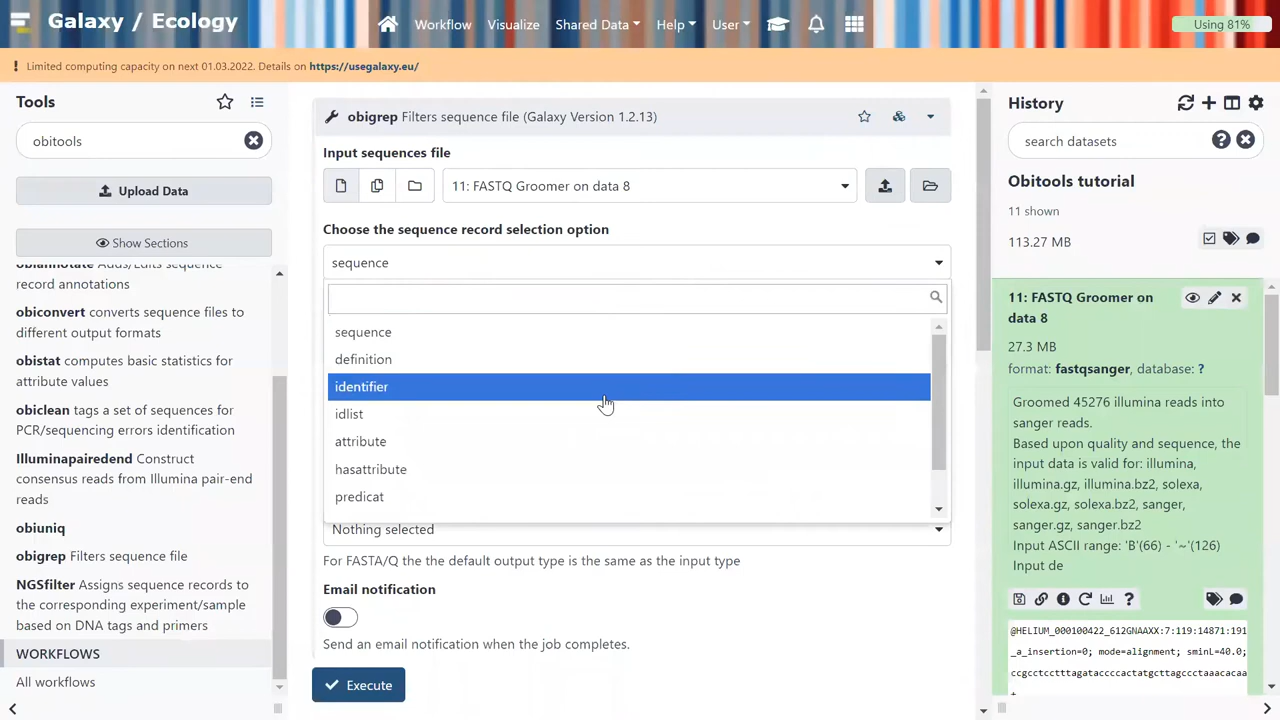 Galaxy / Ecology
Workflow
Visualize
Shared Data
Help
User
Using 81%
Limited computing capacity on next 01.03.2022. Details on https://usegalaxy.eu/
Tools
obitools
Upload Data
Show Sections
obiannotate Adds/Edits sequence
record annotations
obiconvert converts sequence files to
different output formats
obistat computes basic statistics for
attribute values
obiclean tags a set of sequences for
PCR/sequencing errors identification
Illuminapairedend Construct
consensus reads from Illumina pair-end
reads
obiuniq
obigrep Filters sequence file
NGSfilter Assigns sequence records to
the corresponding experiment/sample
based on DNA tags and primers
WORKFLOWS
All workflows
obigrep Filters sequence file (Galaxy Version 1.2.13)
Input sequences file
11: FASTQ Groomer on data 8
Choose the sequence record selection option
sequence
sequence
definition
identifier
idlist
attribute
hasattribute
predicat
Nothing selected
For FASTA/Q the the default output type is the same as the input type
Email notification
Send an email notification when the job completes.
Execute
History
search datasets
Obitools tutorial
11 shown
113.27 MB
11: FASTQ Groomer on
data 8
27.3 MB
format: fastqsanger, database: ?
Groomed 45276 illumina reads into
sanger reads.
Based upon quality and sequence, the
input data is valid for: illumina,
illumina.gz, illumina.bz2, solexa,
solexa.gz, solexa.bz2, sanger,
sanger.gz, sanger.bz2
Input ASCII range: 'B'(66) - '~'(126)
Input de
@HELIUM_000100422_612GNAAXX:7:119:14871:191
_a_insertion=0; mode=alignment; sminL=40.0;
ccgcctcctttagataccccactatgcttagccctaaacacaa
+